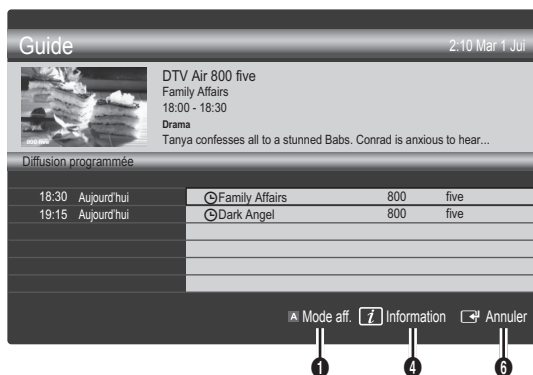 Guide 2:10 Mar 1 Jui
DTV Air 800 five
Family Affairs
18:00 - 18:30
Drama
Tanya confesses all to a stunned Babs. Conrad is anxious to hear...
800 five
Diffusion programmée
18:30 Aujourd'hui Family Affairs 800 five
19:15 Aujourd'hui Dark Angel 800 five
A Mode aff. i Information Annuler
1 4 6